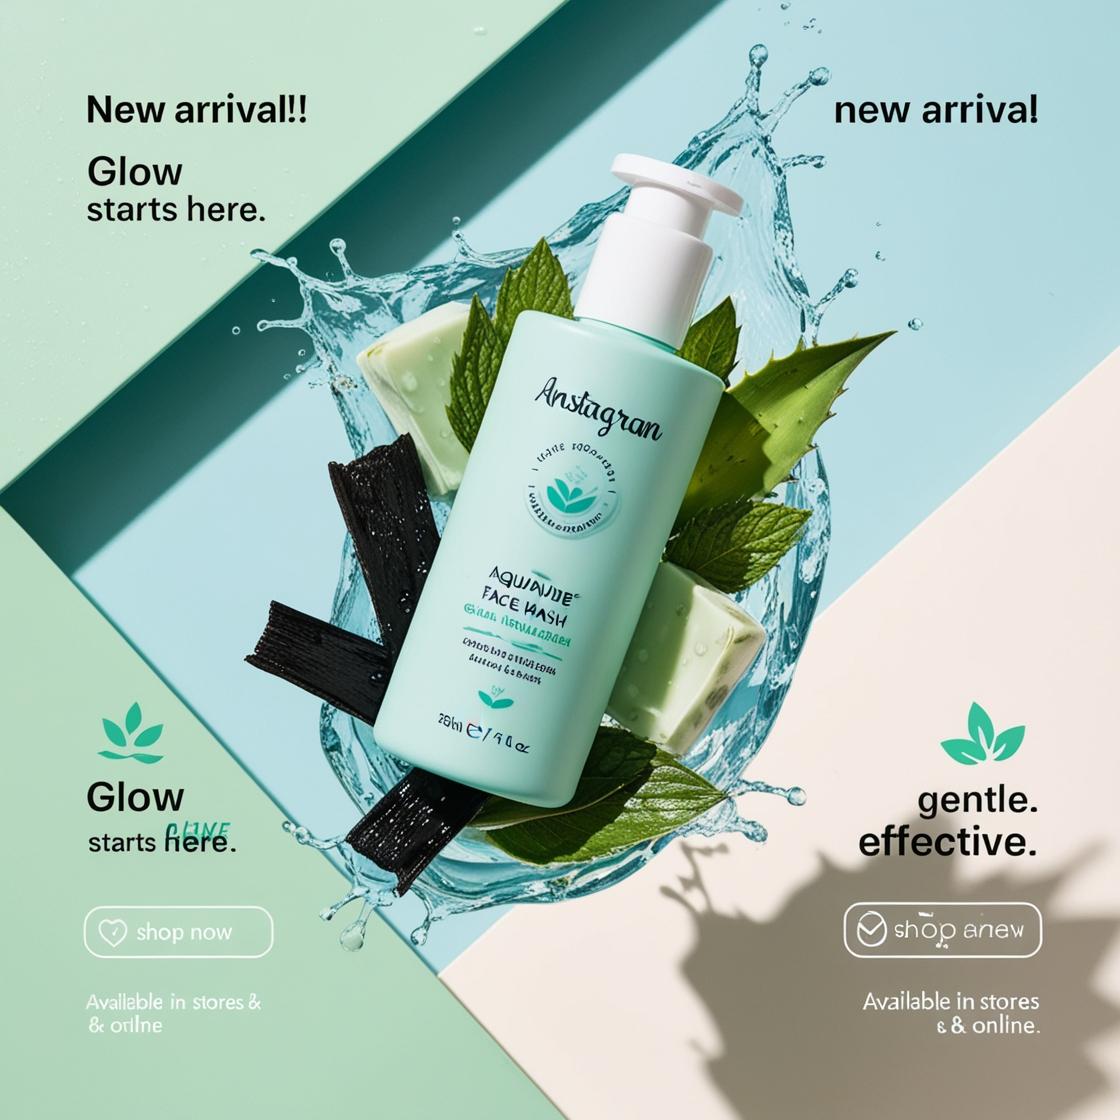 New arrival!!
Glow
starts here.
new arrival
Anstagran
FACE WASH
Glow
starts here.
shop now
Available in stores &
& online
gentle.
effective.
shop anew
Available in stores
& online.